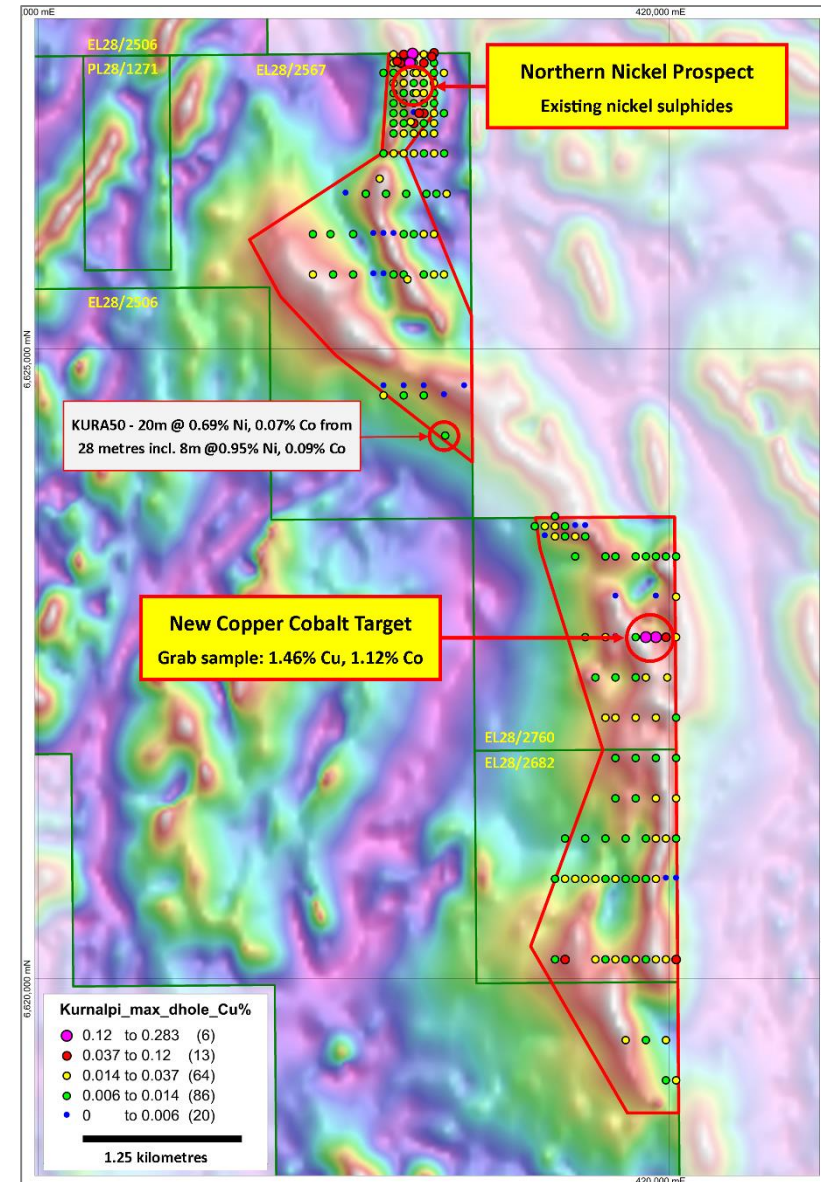 000 mE
420,000 mE
EL28/2506
PL28/1271
EL28/2567
Northern Nickel Prospect
Existing nickel sulphides
EL28/2506
6,625,000 mN
KURA50 - 20m @ 0.69% Ni, 0.07% Co from
28 metres incl. 8m @0.95% Ni, 0.09% Co
New Copper Cobalt Target
Grab sample: 1.46% Cu, 1.12% Co
EL28/2760
EL28/2682
6,620,000 mN
Kurnalpi_max_dhole_Cu%
0.12 to 0.283 (6)
0.037 to 0.12 (13)
0.014 to 0.037 (64)
0.006 to 0.014 (86)
0 to 0.006 (20)
1.25 kilometres
420,000 mE